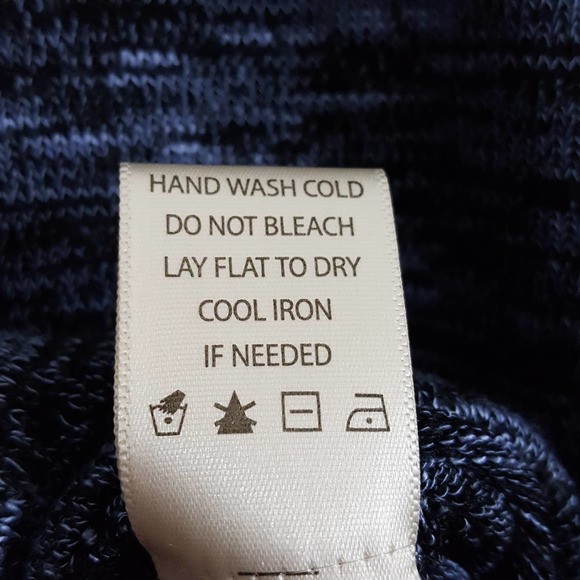 HAND WASH COLD
DO NOT BLEACH
LAY FLAT TO DRY
COOL IRON
IF NEEDED